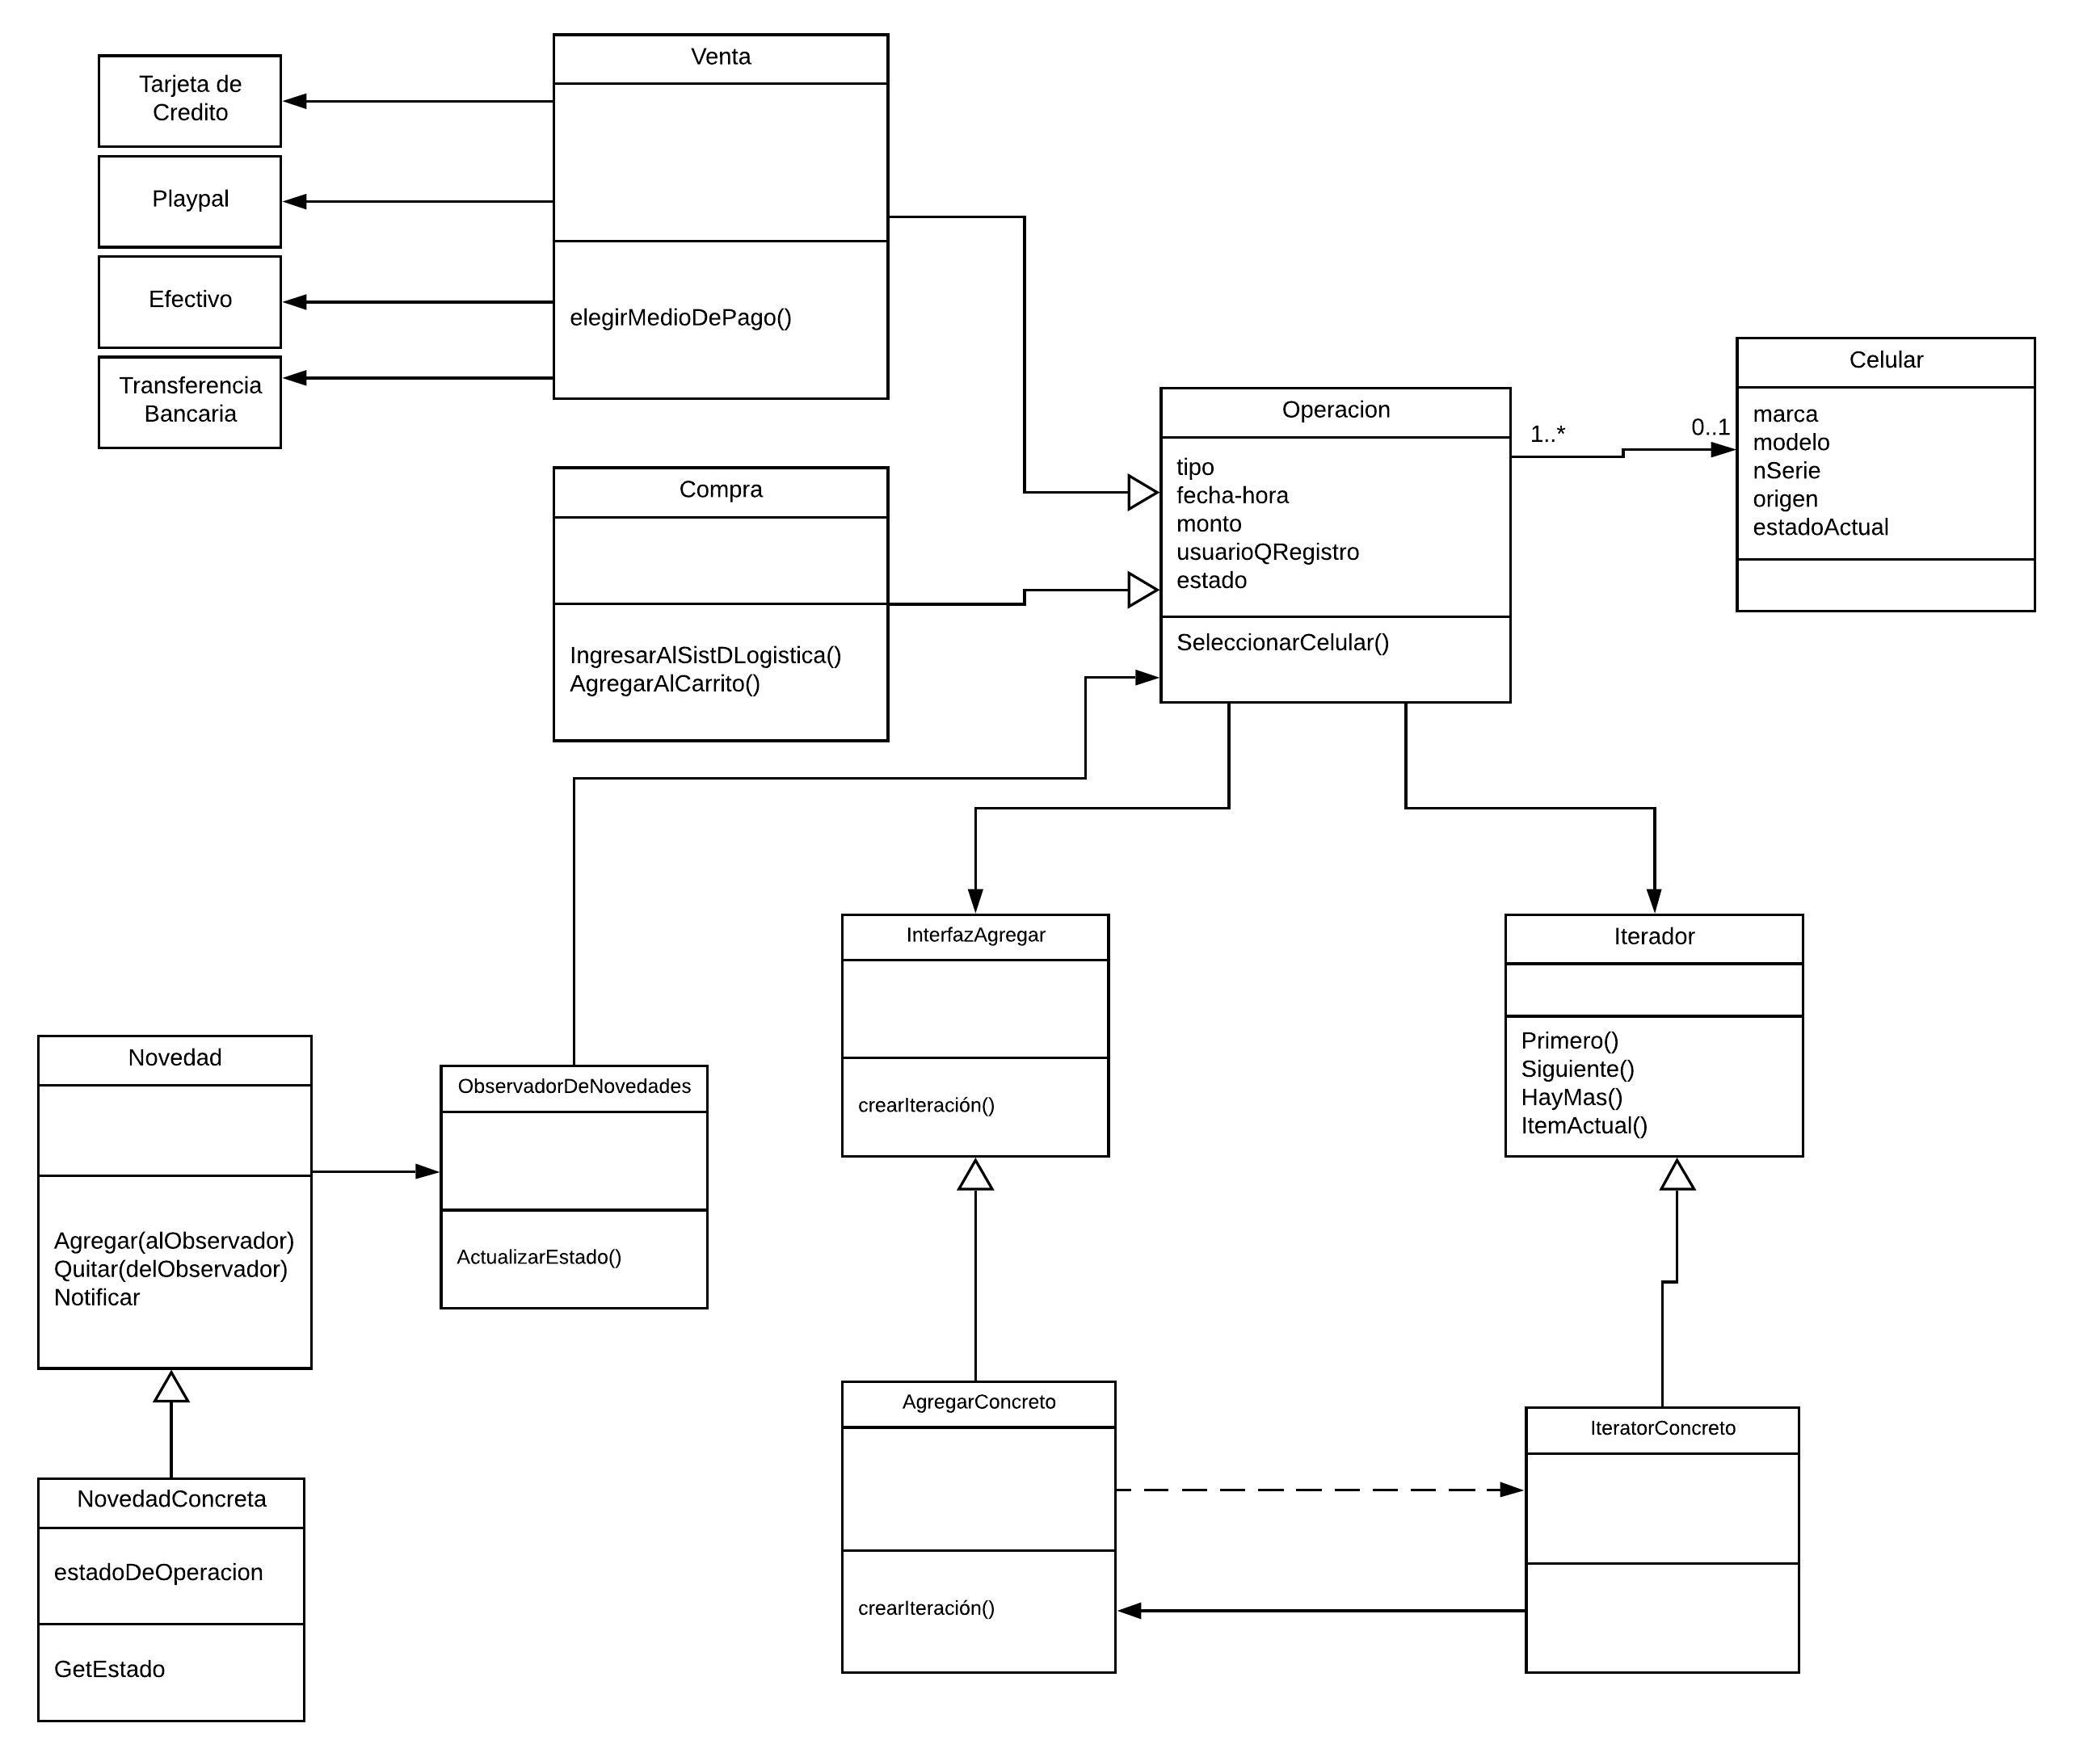 Tarjeta de
Credito
Playpal
Efectivo
Transferencia
Bancaria
Venta
elegirMedioDePago()
Compra
IngresarAlSistDLogistica()
AgregarAlCarrito()
Operacion
tipo
fecha-hora
monto
usuarioQRegistro
estado
SeleccionarCelular()
1..*
0..1
Celular
marca
modelo
nSerie
origen
estadoActual
InterfazAgregar
crearIteración()
Iterador
Primero()
Siguiente()
HayMas()
ItemActual()
Novedad
Agregar(alObservador)
Quitar(delObservador)
Notificar
ObservadorDeNovedades
ActualizarEstado()
NovedadConcreta
estadoDeOperacion
GetEstado
AgregarConcreto
crearIteración()
IteratorConcreto